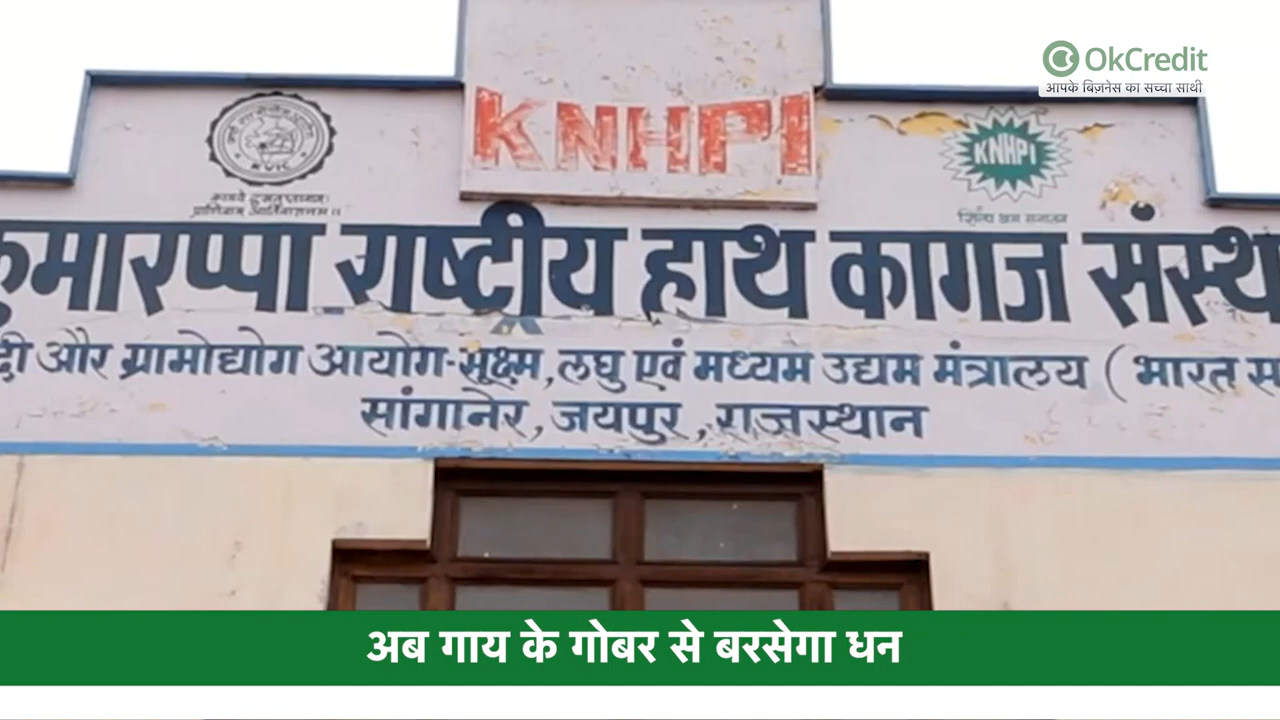 OkCredit
आपके बिज़नेस का सच्चा साथी
KNHPI
KVIC
KNHPI
कुमारप्पा राष्ट्रीय हाथ कागज संस्था
दी और ग्रामोद्योग आयोग-सूक्ष्म, लघु एवं मध्यम उद्यम मंत्रालय ( भारत स
सांगानेर, जयपुर, राजस्थान
अब गाय के गोबर से बरसेगा धन